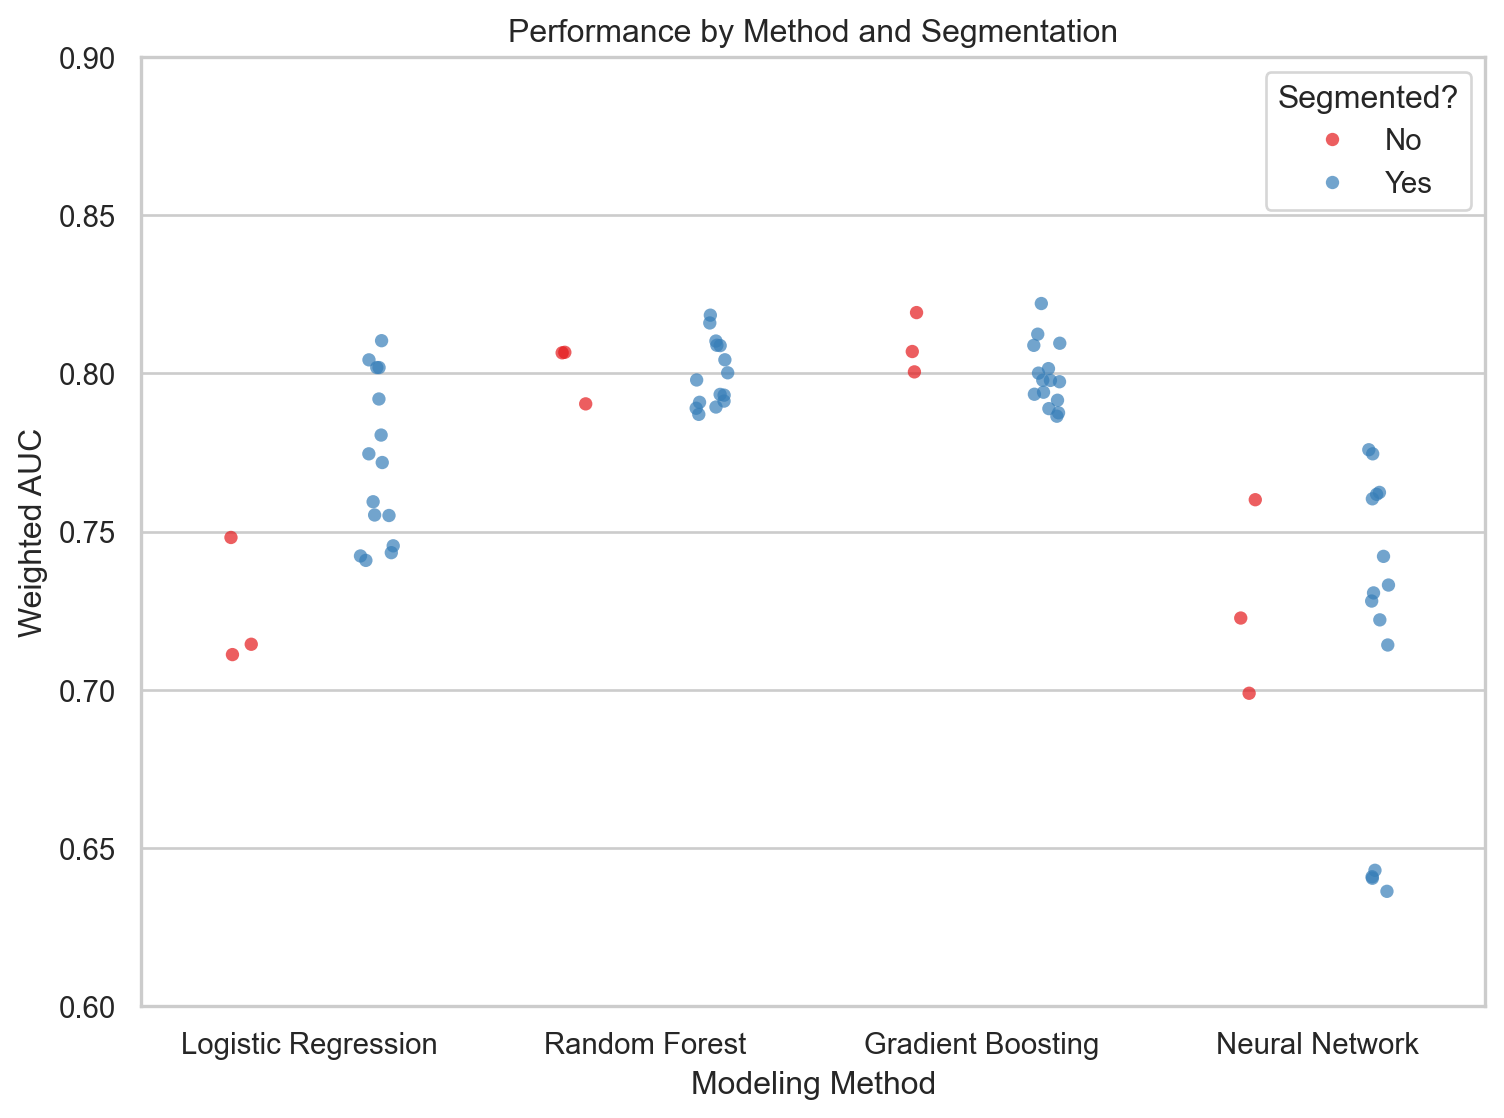 Performance by Method and Segmentation
0.90
0.85
0.80
0.75
0.70
0.65
0.60
Weighted AUC
Segmented?
No
Yes
Logistic Regression
Random Forest
Gradient Boosting
Neural Network
Modeling Method